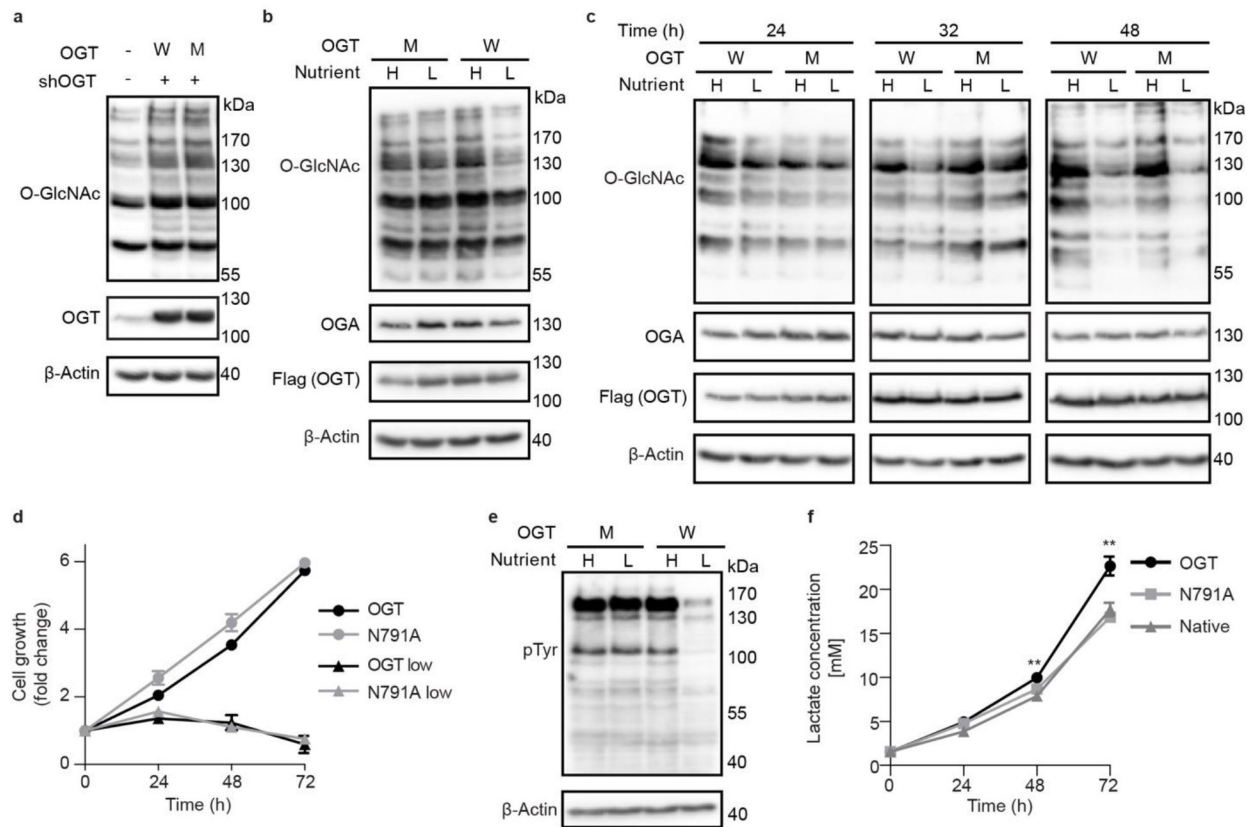 a
OGT - W M
shOGT - + +
kDa
170
130
O-GlcNAc
100
55
130
OGT
100
β-Actin 40
b
OGT M W
Nutrient H L H L
kDa
170
O-GlcNAc 130
100
55
OGA 130
130
Flag (OGT)
100
β-Actin 40
c
Time (h) 24 32 48
OGT W M W M W M
Nutrient H L H L H L H L H L H L
kDa
170
130
O-GlcNAc
100
55
OGA 130
130
Flag (OGT)
100
β-Actin 40
d
Cell growth
(fold change)
6
4
2
0
0 24 48 72
Time (h)
OGT
N791A
OGT low
N791A low
e
OGT M W
Nutrient H L H L
kDa
170
130
pTyr
100
55
40
β-Actin 40
f
Lactate concentration
[mM]
25
20
15
10
5
0
0 24 48 72
Time (h)
**
**
OGT
N791A
Native